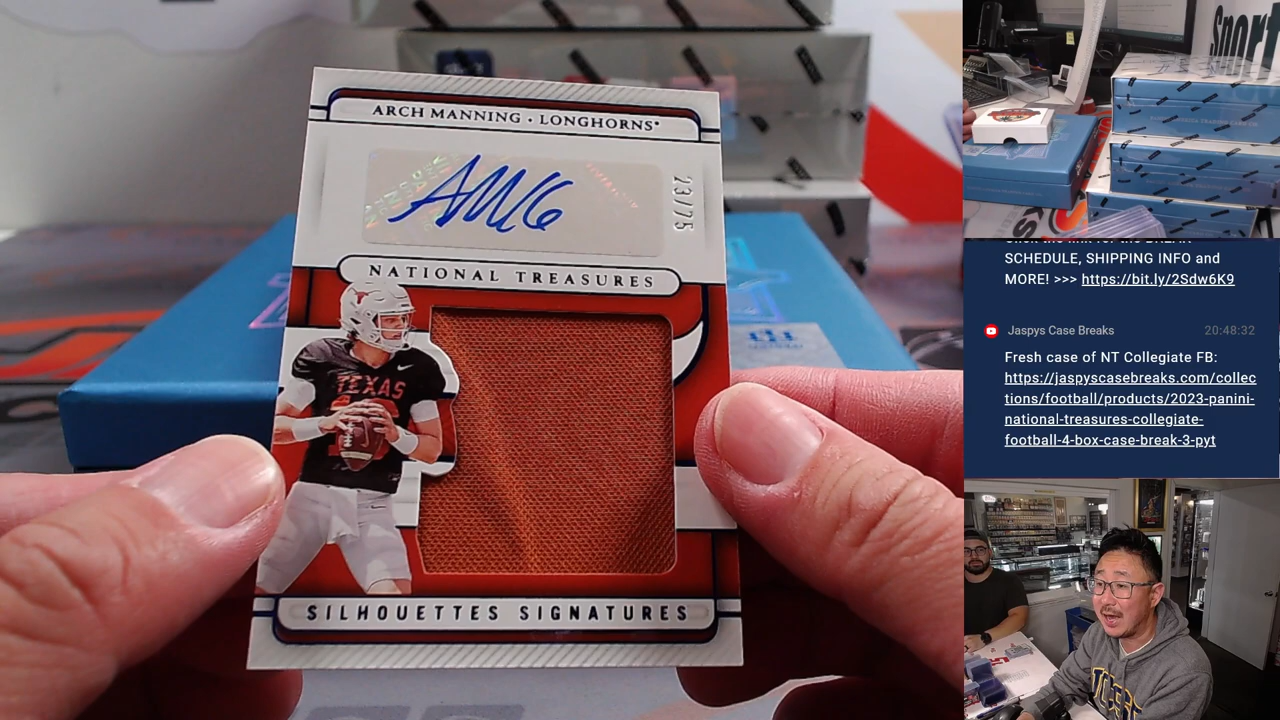 ARCH MANNING • LONGHORNS*
AM16
23/75
NATIONAL TREASURES
TEXAS
SILHOUETTES SIGNATURES
Sport
SCHEDULE, SHIPPING INFO and
MORE! >>> https://bit.ly/2Sdw6K9
Jaspys Case Breaks 20:48:32
Fresh case of NT Collegiate FB:
https://jaspyscasebreaks.com/collec
tions/football/products/2023-panini-
national-treasures-collegiate-
football-4-box-case-break-3-pyt